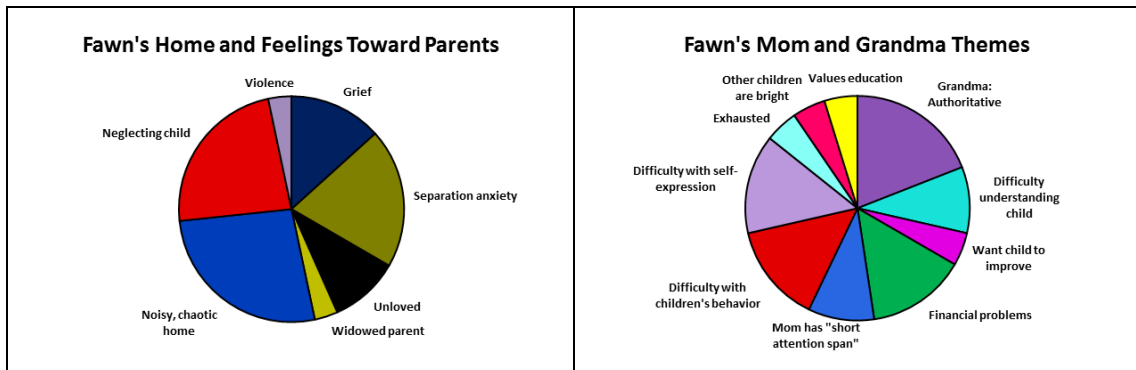 Fawn's Home and Feelings Toward Parents
Violence
Grief
Neglecting child
Separation anxiety
Unloved
Noisy, chaotic
home
Widowed parent
Fawn's Mom and Grandma Themes
Other children
are bright
Values education
Grandma:
Authoritative
Exhausted
Difficulty with self-
expression
Difficulty
understanding
child
Want child to
improve
Difficulty with
children's behavior
Financial problems
Mom has "short
attention span"